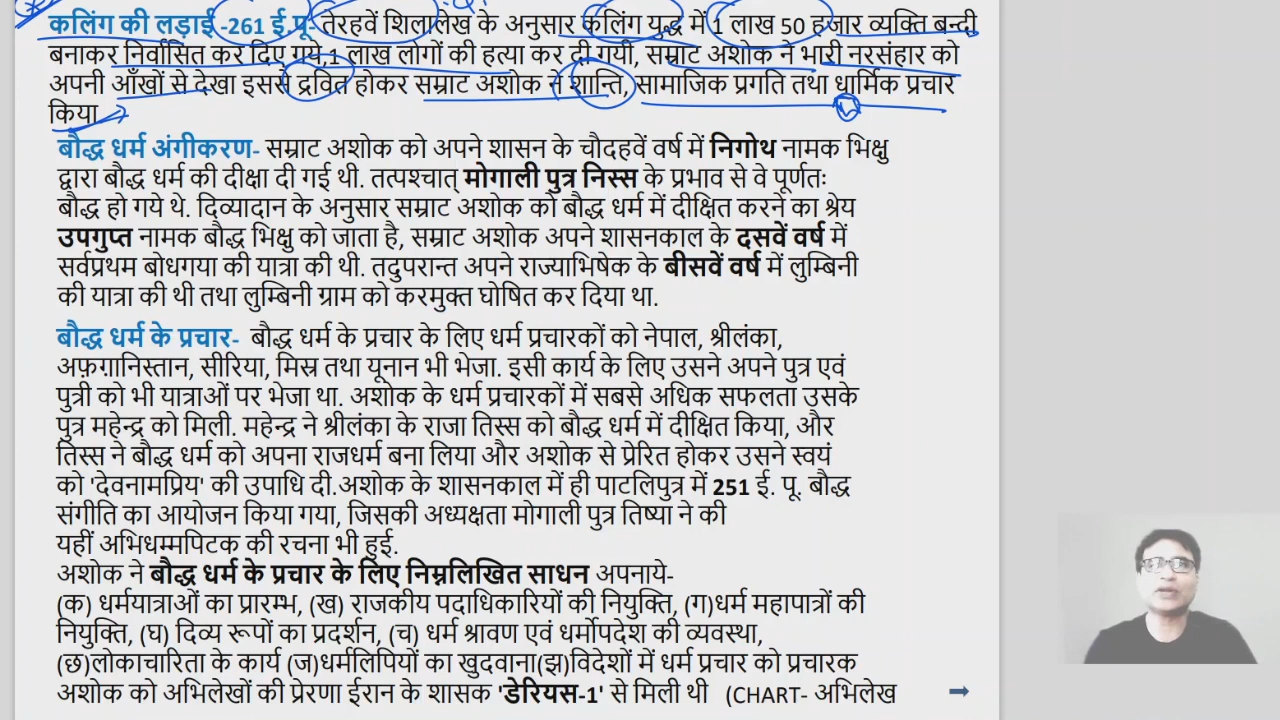 कलिंग की लड़ाई -261 ई.पू- तेरहवें शिलालेख के अनुसार कलिंग युद्ध में 1 लाख 50 हजार व्यक्ति बन्दी
बनाकर निर्वासित कर दिए गये,1 लाख लोगों की हत्या कर दी गयी, सम्राट अशोक ने भारी नरसंहार को
अपनी आँखों से देखा इससे द्रवित होकर सम्राट अशोक ने शान्ति, सामाजिक प्रगति तथा धार्मिक प्रचार
किया
बौद्ध धर्म अंगीकरण- सम्राट अशोक को अपने शासन के चौदहवें वर्ष में निगोथ नामक भिक्षु
द्वारा बौद्ध धर्म की दीक्षा दी गई थी. तत्पश्चात् मोगाली पुत्र निस्स के प्रभाव से वे पूर्णतः
बौद्ध हो गये थे. दिव्यादान के अनुसार सम्राट अशोक को बौद्ध धर्म में दीक्षित करने का श्रेय
उपगुप्त नामक बौद्ध भिक्षु को जाता है, सम्राट अशोक अपने शासनकाल के दसवें वर्ष में
सर्वप्रथम बोधगया की यात्रा की थी. तदुपरान्त अपने राज्याभिषेक के बीसवें वर्ष में लुम्बिनी
की यात्रा की थी तथा लुम्बिनी ग्राम को करमुक्त घोषित कर दिया था.
बौद्ध धर्म के प्रचार- बौद्ध धर्म के प्रचार के लिए धर्म प्रचारकों को नेपाल, श्रीलंका,
अफ़ग़ानिस्तान, सीरिया, मिस्र तथा यूनान भी भेजा. इसी कार्य के लिए उसने अपने पुत्र एवं
पुत्री को भी यात्राओं पर भेजा था. अशोक के धर्म प्रचारकों में सबसे अधिक सफलता उसके
पुत्र महेन्द्र को मिली. महेन्द्र ने श्रीलंका के राजा तिस्स को बौद्ध धर्म में दीक्षित किया, और
तिस्स ने बौद्ध धर्म को अपना राजधर्म बना लिया और अशोक से प्रेरित होकर उसने स्वयं
को 'देवनामप्रिय' की उपाधि दी.अशोक के शासनकाल में ही पाटलिपुत्र में 251 ई. पू. बौद्ध
संगीति का आयोजन किया गया, जिसकी अध्यक्षता मोगाली पुत्र तिष्या ने की
यहीं अभिधम्मपिटक की रचना भी हुई.
अशोक ने बौद्ध धर्म के प्रचार के लिए निम्नलिखित साधन अपनाये-
(क) धर्मयात्राओं का प्रारम्भ, (ख) राजकीय पदाधिकारियों की नियुक्ति, (ग)धर्म महापात्रों की
नियुक्ति, (घ) दिव्य रूपों का प्रदर्शन, (च) धर्म श्रावण एवं धर्मोपदेश की व्यवस्था,
(छ)लोकाचारिता के कार्य (ज)धर्मलिपियों का खुदवाना(झ)विदेशों में धर्म प्रचार को प्रचारक
अशोक को अभिलेखों की प्रेरणा ईरान के शासक 'डेरियस-1' से मिली थी (CHART- अभिलेख